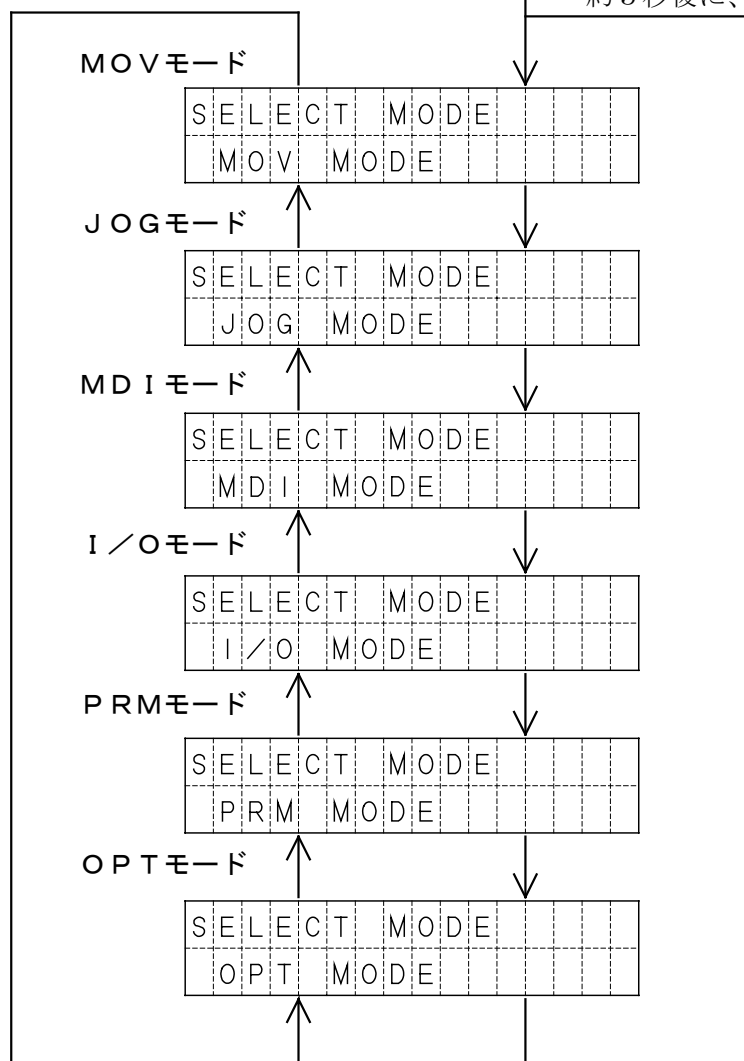 約５秒後に、
ＭＯＶモード
SELECT MODE
MOV MODE
ＪＯＧモード
SELECT MODE
JOG MODE
ＭＤＩモード
SELECT MODE
MDI MODE
Ｉ／Ｏモード
SELECT MODE
I/O MODE
ＰＲＭモード
SELECT MODE
PRM MODE
ＯＰＴモード
SELECT MODE
OPT MODE